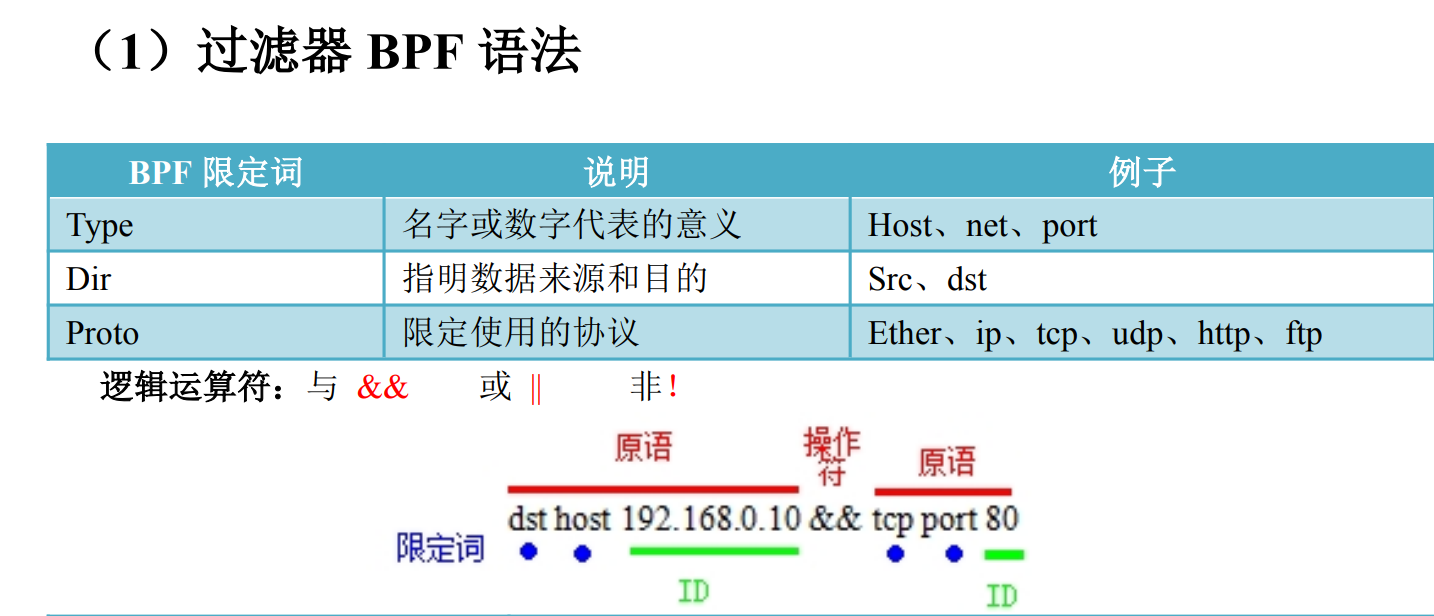 （1）过滤器 BPF 语法
BPF 限定词 说明 例子
Type 名字或数字代表的意义 Host、net、port
Dir 指明数据来源和目的 Src、dst
Proto 限定使用的协议 Ether、ip、tcp、udp、http、ftp
逻辑运算符：与 && 或 || 非!
原语 操作符 原语
dst host 192.168.0.10 && tcp port 80
限定词
ID ID